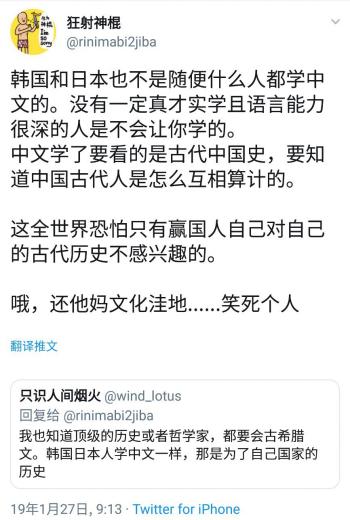 狂射神棍
@rinimabi2jiba
韩国和日本也不是随便什么人都学中
文的。没有一定真才实学且语言能力
很深的人是不会让你学的。
中文学了要看的是古代中国史，要知
道中国古代人是怎么互相算计的。
这全世界恐怕只有赢国人自己对自己
的古代历史不感兴趣的。
哦，还他妈文化洼地......笑死个人
翻译推文
只识人间烟火 @wind_lotus
回复给 @rinimabi2jiba
我也知道顶级的历史或者哲学家，都要会古希腊
文。韩国日本人学中文一样，那是为了自己国家的
历史
19年1月27日, 9:13 · Twitter for iPhone